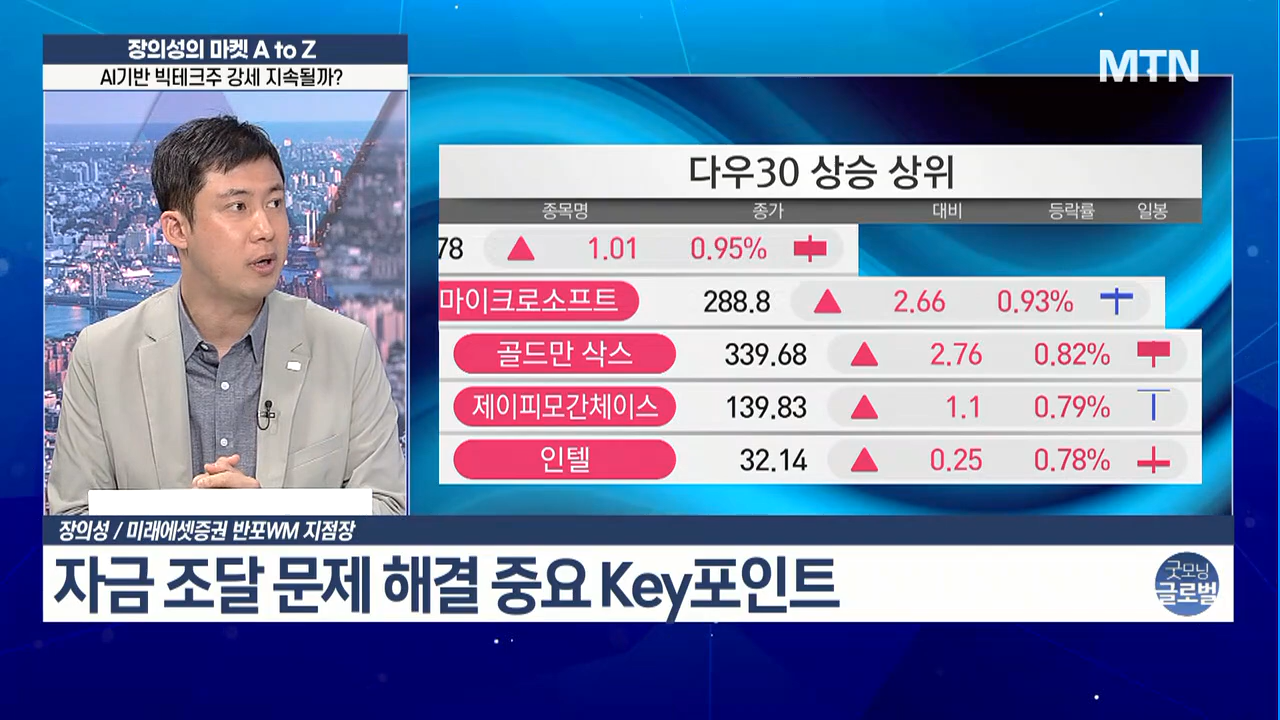 장의성의 마켓 A to Z
AI기반 빅테크주 강세 지속될까?
MTN
다우30 상승 상위
종목명 종가 대비 등락률 일봉
78 ▲ 1.01 0.95%
마이크로소프트 288.8 ▲ 2.66 0.93%
골드만 삭스 339.68 ▲ 2.76 0.82%
제이피모간체이스 139.83 ▲ 1.1 0.79%
인텔 32.14 ▲ 0.25 0.78%
장의성 / 미래에셋증권 반포WM 지점장
자금 조달 문제 해결 중요 Key포인트
굿모닝
글로벌